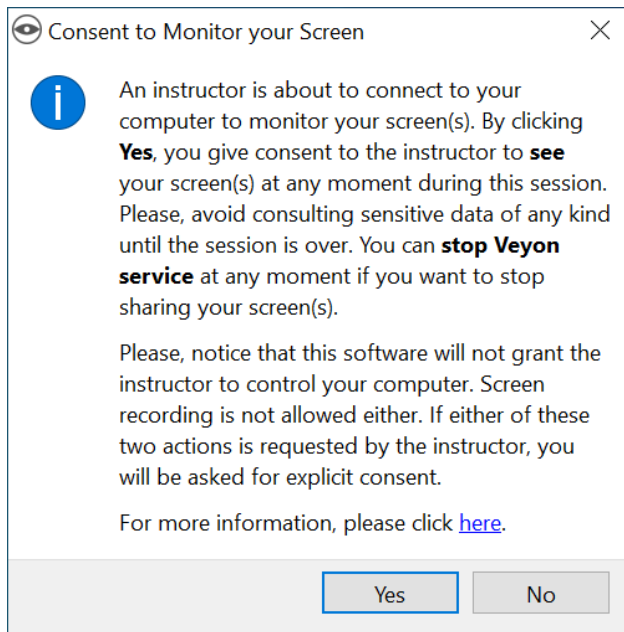 Consent to Monitor your Screen
An instructor is about to connect to your
computer to monitor your screen(s). By clicking
Yes, you give consent to the instructor to see
your screen(s) at any moment during this session.
Please, avoid consulting sensitive data of any kind
until the session is over. You can stop Veyon
service at any moment if you want to stop
sharing your screen(s).
Please, notice that this software will not grant the
instructor to control your computer. Screen
recording is not allowed either. If either of these
two actions is requested by the instructor, you
will be asked for explicit consent.
For more information, please click here.
Yes
No